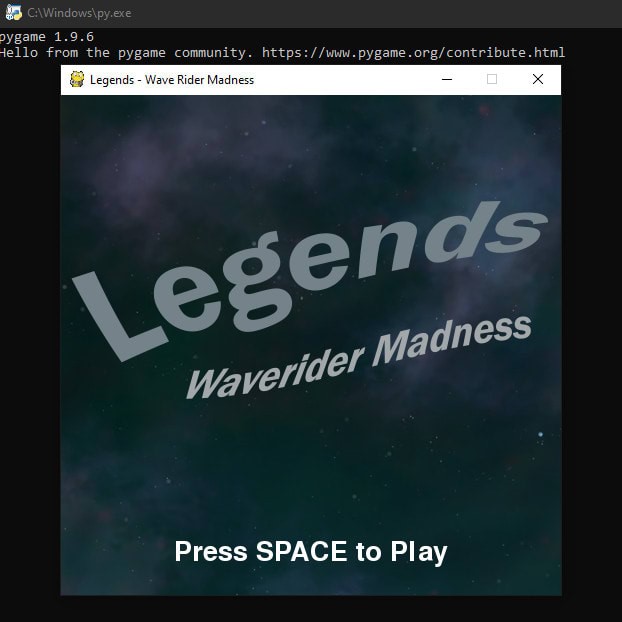 C:\Windows\py.exe
pygame 1.9.6
Hello from the pygame community. https://www.pygame.org/contribute.html
Legends - Wave Rider Madness
Legends
Waverider Madness
Press SPACE to Play